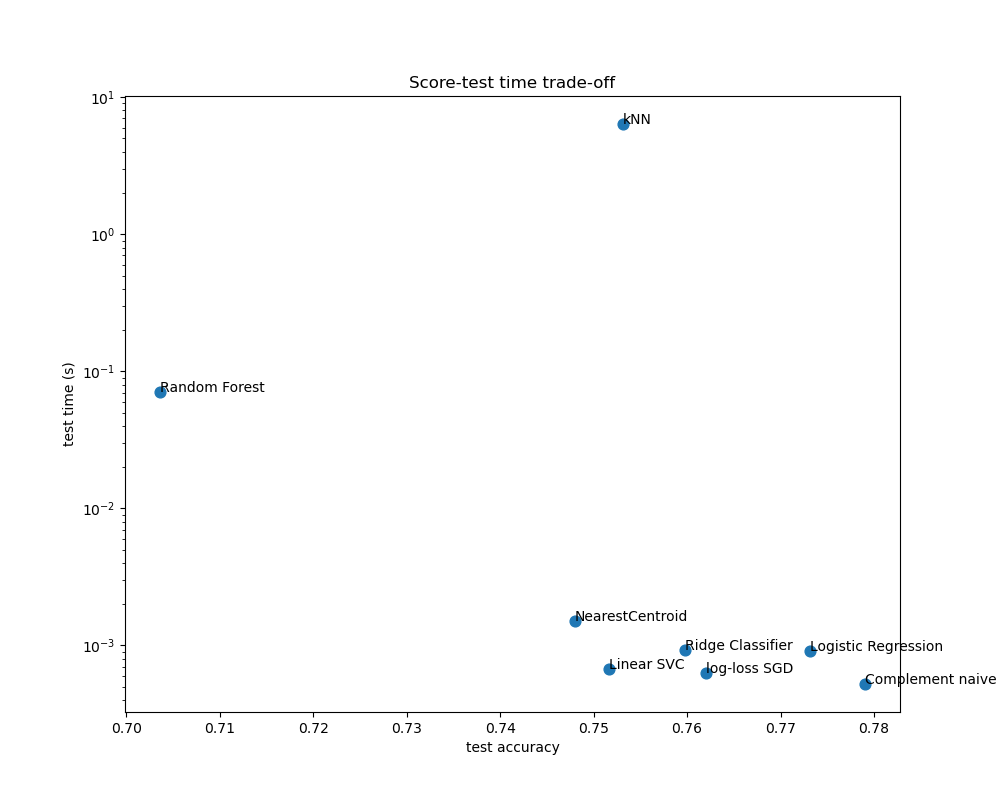 Score-test time trade-off
10¹
kNN
10⁰
test time (s)
10⁻¹
Random Forest
10⁻²
NearestCentroid
10⁻³
Ridge Classifier
Logistic Regression
Linear SVC
log-loss SGD
Complement naive
0.70 0.71 0.72 0.73 0.74 0.75 0.76 0.77 0.78
test accuracy